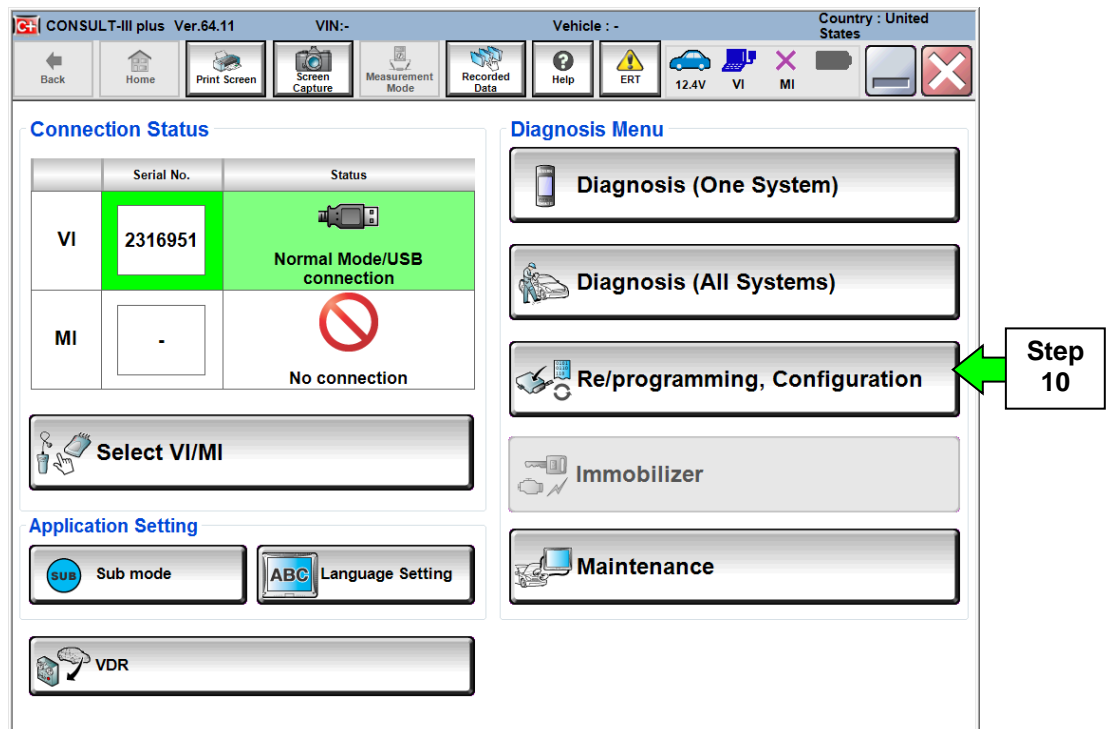 C+ CONSULT-III plus Ver.64.11 VIN:- Vehicle : - Country : United
States
Back
Home
Print Screen
Screen
Capture
Measurement
Mode
Recorded
Data
Help
ERT
12.4V
VI
MI
Connection Status
Serial No. Status
VI
2316951
Normal Mode/USB
connection
MI
-
No connection
Select VI/MI
Application Setting
SUB Sub mode
ABC Language Setting
VDR
Diagnosis Menu
Diagnosis (One System)
Diagnosis (All Systems)
Re/programming, Configuration
Immobilizer
Maintenance
Step
10